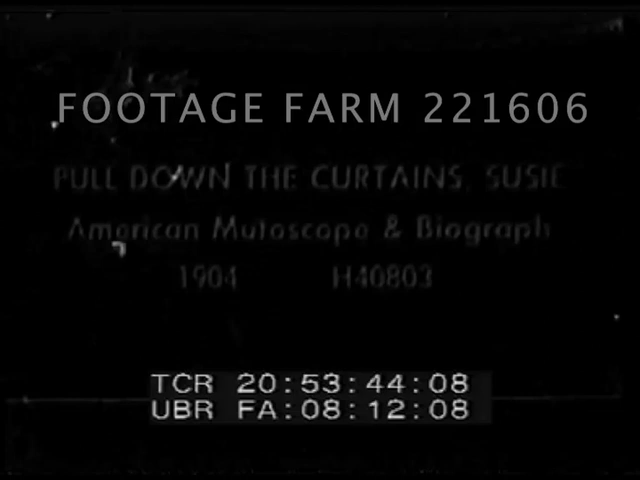 FOOTAGE FARM 221606
PULL DOWN THE CURTAINS, SUSIE
American Mutoscope & Biograph
1904 H40803
TCR 20:53:44:08
UBR FA:08:12:08